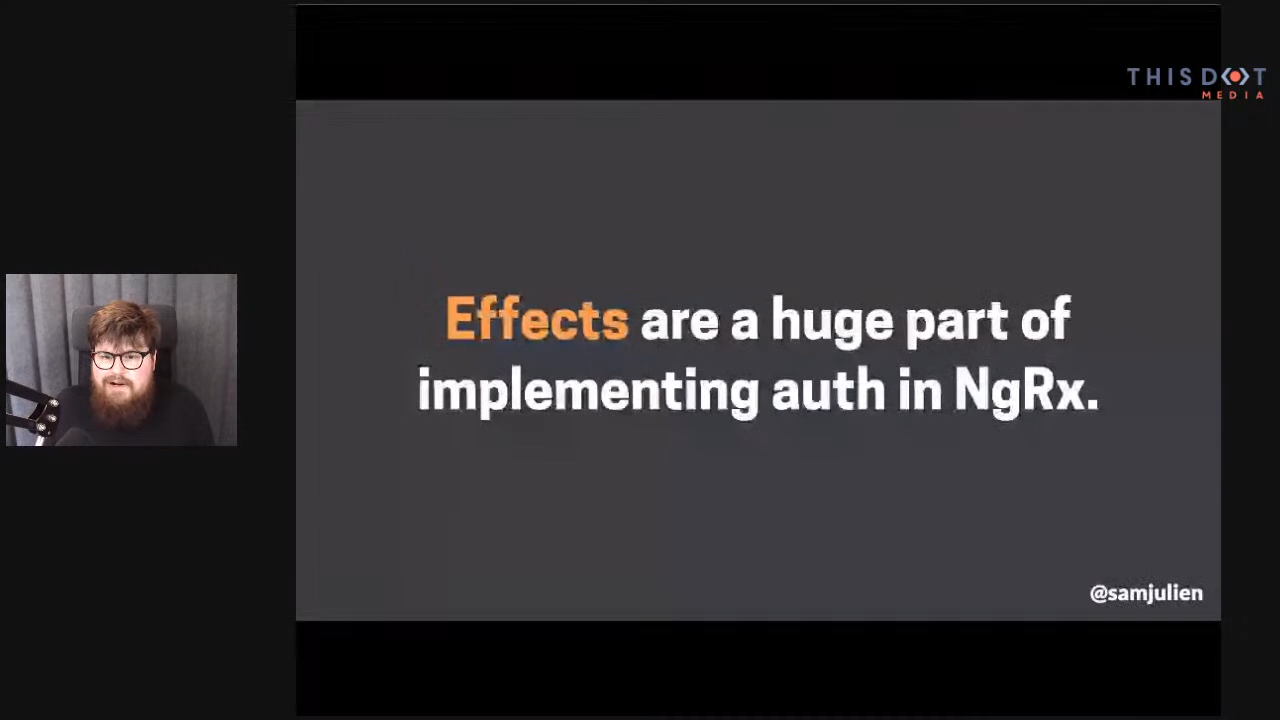 THIS DOT
MEDIA
Effects are a huge part of
implementing auth in NgRx.
@samjulien